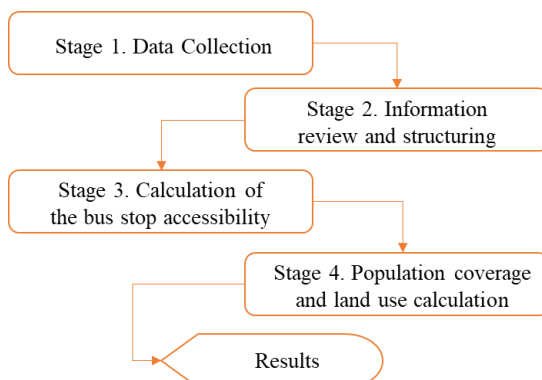 Stage 1. Data Collection
Stage 2. Information
review and structuring
Stage 3. Calculation of
the bus stop accessibility
Stage 4. Population coverage
and land use calculation
Results